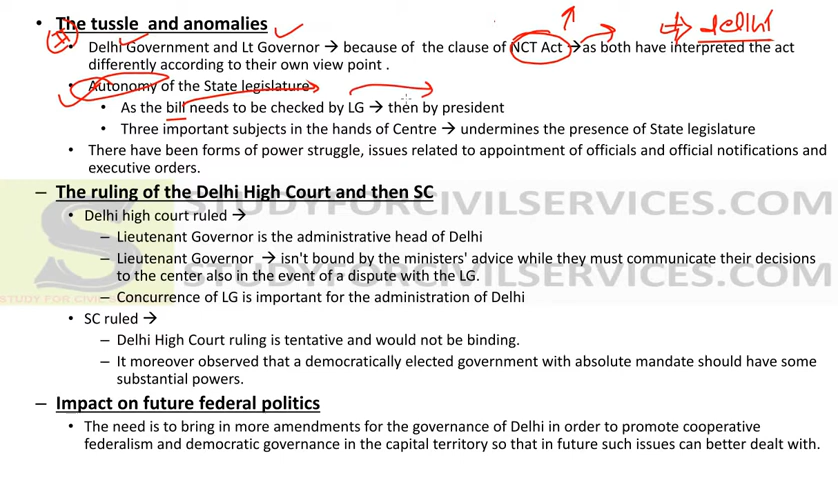 The tussle and anomalies
⇒ Delhi
Delhi Government and Lt Governor → because of the clause of NCT Act → as both have interpreted the act
differently according to their own view point .
Autonomy of the State legislature
As the bill needs to be checked by LG → then by president
Three important subjects in the hands of Centre → undermines the presence of State legislature
There have been forms of power struggle, issues related to appointment of officials and official notifications and
executive orders.
The ruling of the Delhi High Court and then SC
STUDYFORCIVILSERVICES.COM
Delhi high court ruled →
Lieutenant Governor is the administrative head of Delhi
Lieutenant Governor → isn't bound by the ministers' advice while they must communicate their decisions
to the center also in the event of a dispute with the LG.
STUDYFORCIVILSERVICES.COM
STUDY FOR CIVIL
Concurrence of LG is important for the administration of Delhi
SC ruled →
Delhi High Court ruling is tentative and would not be binding.
It moreover observed that a democratically elected government with absolute mandate should have some
substantial powers.
Impact on future federal politics
The need is to bring in more amendments for the governance of Delhi in order to promote cooperative
federalism and democratic governance in the capital territory so that in future such issues can better dealt with.